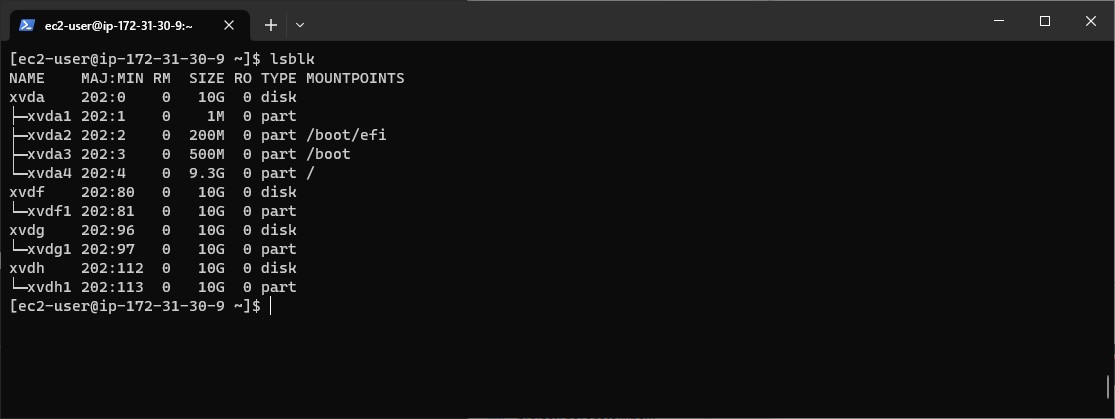 ec2-user@ip-172-31-30-9:~
[ec2-user@ip-172-31-30-9 ~]$ lsblk
NAME    MAJ:MIN RM  SIZE RO TYPE MOUNTPOINTS
xvda    202:0    0   10G  0 disk
├─xvda1 202:1    0    1M  0 part
├─xvda2 202:2    0  200M  0 part /boot/efi
├─xvda3 202:3    0  500M  0 part /boot
└─xvda4 202:4    0  9.3G  0 part /
xvdf    202:80   0   10G  0 disk
└─xvdf1 202:81   0   10G  0 part
xvdg    202:96   0   10G  0 disk
└─xvdg1 202:97   0   10G  0 part
xvdh    202:112  0   10G  0 disk
└─xvdh1 202:113  0   10G  0 part
[ec2-user@ip-172-31-30-9 ~]$